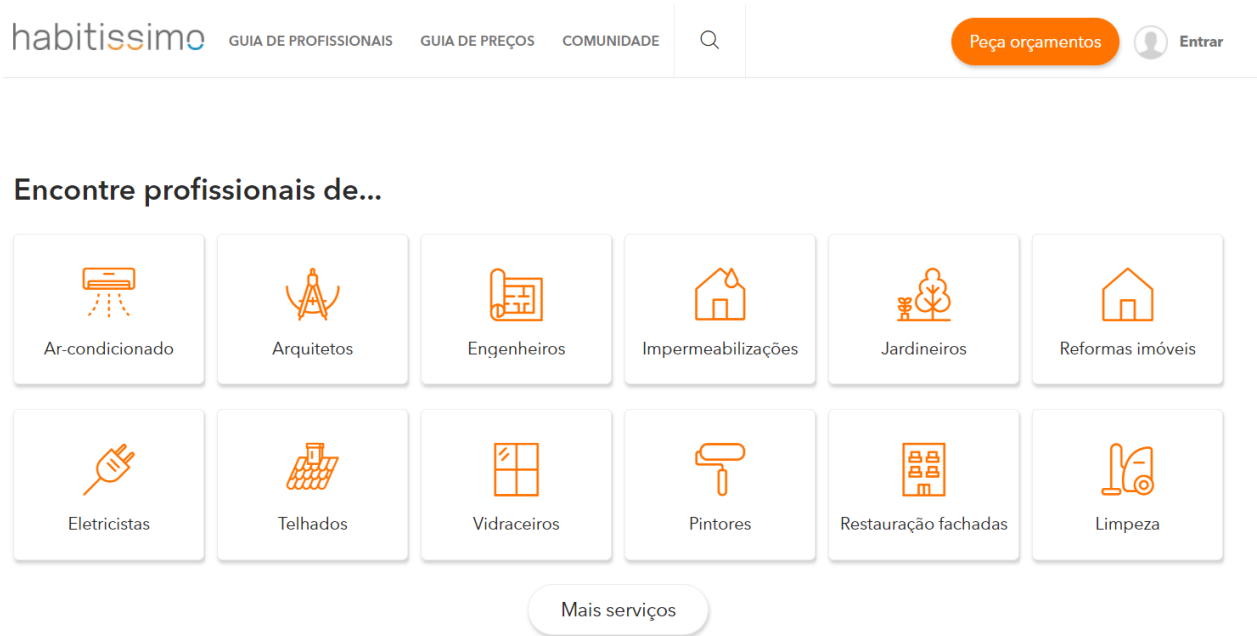 habitissimo GUIA DE PROFISSIONAIS GUIA DE PREÇOS COMUNIDADE Peça orçamentos Entrar
Encontre profissionais de...
Ar-condicionado Arquitetos Engenheiros Impermeabilizações Jardineiros Reformas imóveis
Eletricistas Telhados Vidraceiros Pintores Restauração fachadas Limpeza
Mais serviços